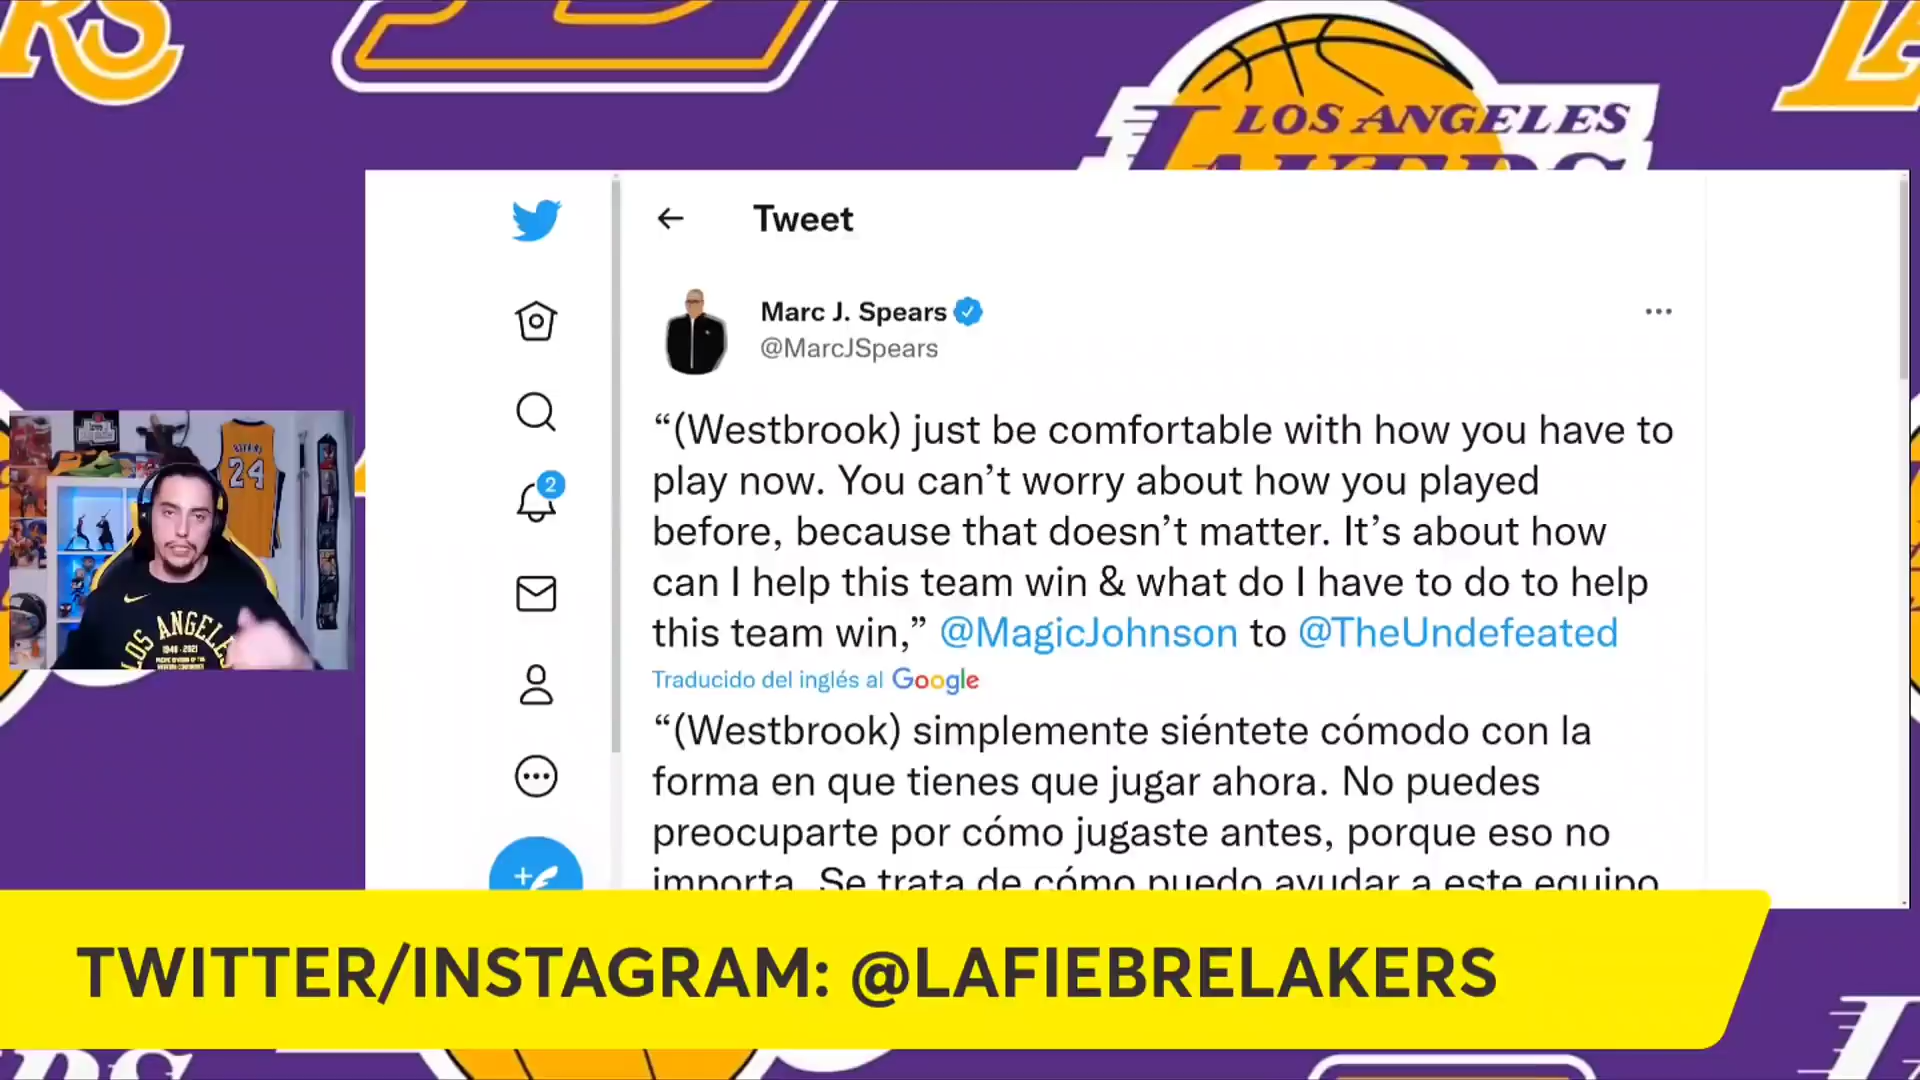 LOS ANGELES
LAKERS
Tweet
Marc J. Spears
@MarcJSpears
“(Westbrook) just be comfortable with how you have to
play now. You can’t worry about how you played
before, because that doesn’t matter. It’s about how
can I help this team win & what do I have to do to help
this team win,” @MagicJohnson to @TheUndefeated
Traducido del inglés al Google
“(Westbrook) simplemente siéntete cómodo con la
forma en que tienes que jugar ahora. No puedes
preocuparte por cómo jugaste antes, porque eso no
importa. Se trata de cómo puedo ayudar a este equipo
2
24
LOS ANGELES
TWITTER/INSTAGRAM: @LAFIEBRELAKERS